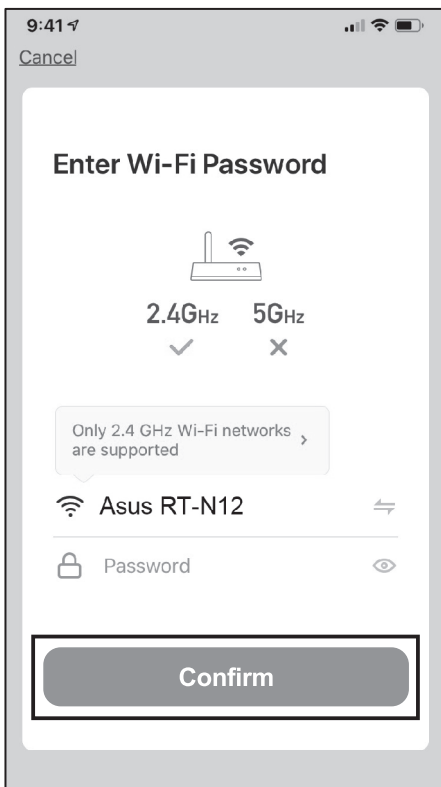 9:41
Cancel
Enter Wi-Fi Password
2.4GHz 5GHz
Only 2.4 GHz Wi-Fi networks
are supported
Asus RT-N12
Password
Confirm